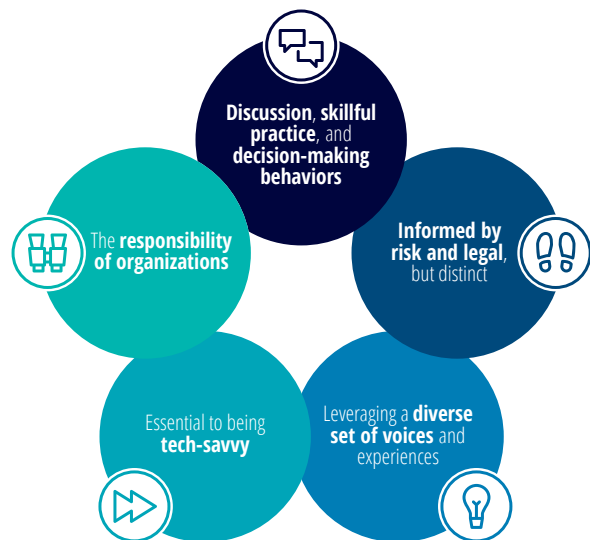 Discussion, skillful
practice, and
decision-making
behaviors
The responsibility
of organizations
Informed by
risk and legal,
but distinct
Essential to being
tech-savvy
Leveraging a diverse
set of voices and
experiences